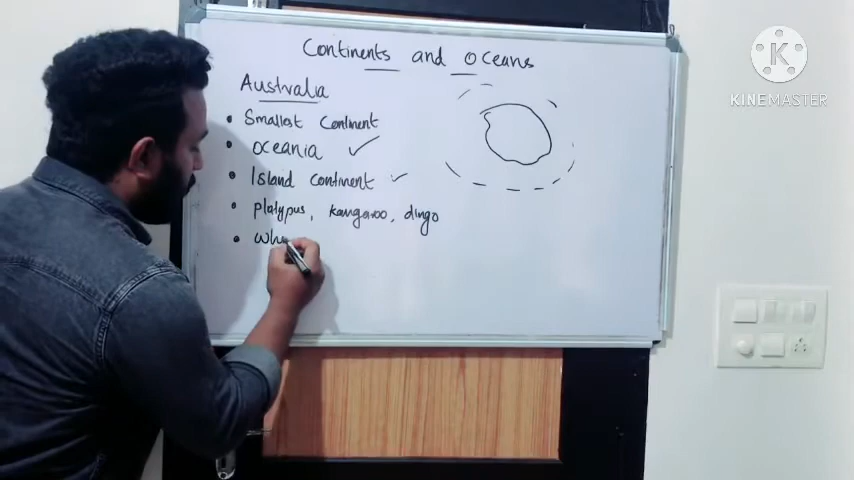 Continents and Oceans
Australia
• Smallest Continent
• Oceania ✓
• Island Continent ✓
• Platypus, kangaroo, dingo
• Wh
KINEMASTER